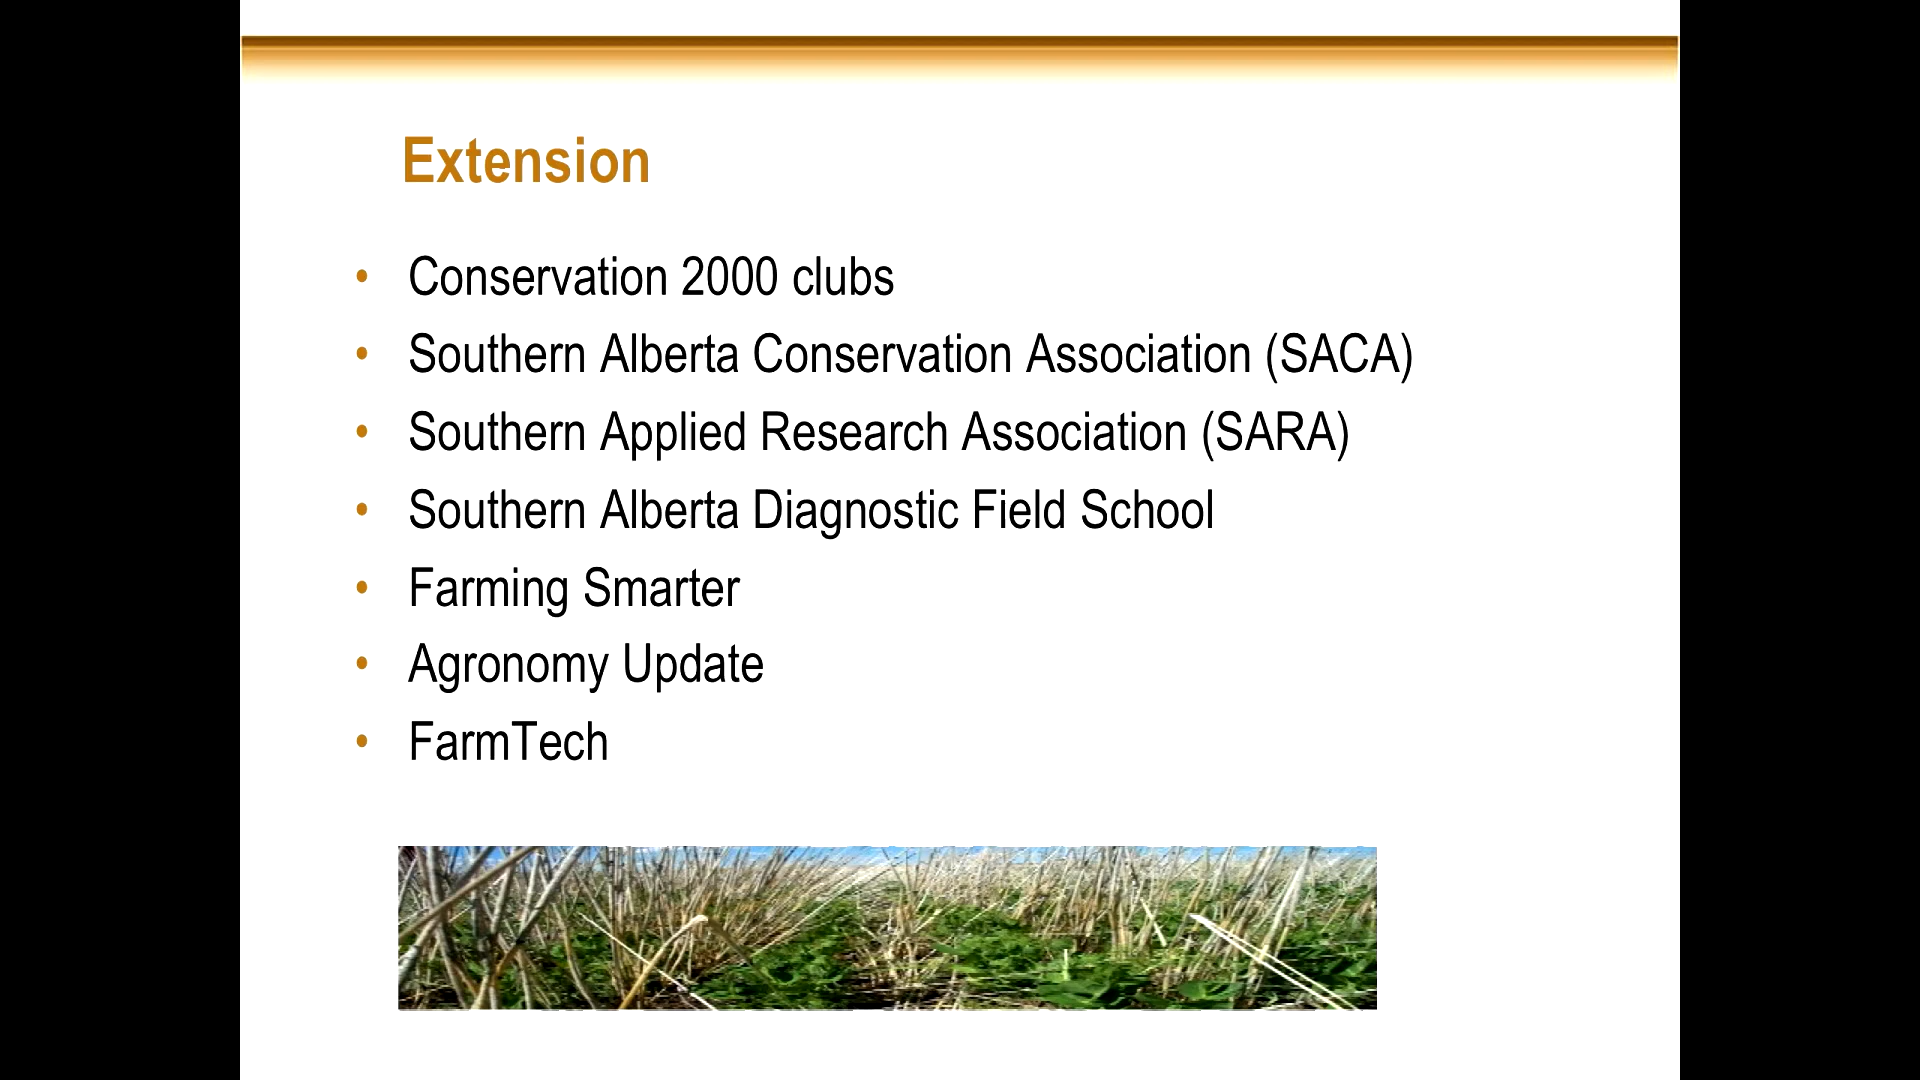 Extension
• Conservation 2000 clubs
• Southern Alberta Conservation Association (SACA)
• Southern Applied Research Association (SARA)
• Southern Alberta Diagnostic Field School
• Farming Smarter
• Agronomy Update
• FarmTech